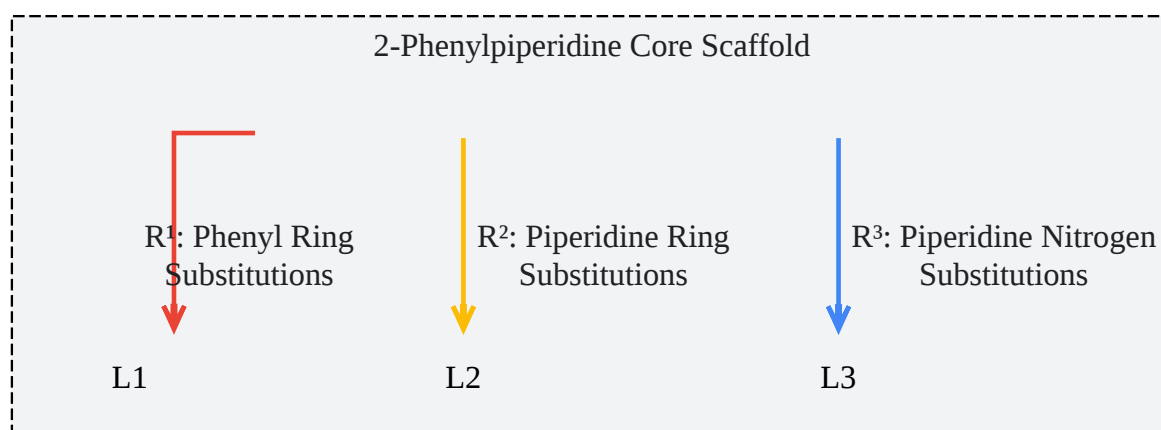 2-Phenylpiperidine Core Scaffold
R¹: Phenyl Ring
Substitutions
R²: Piperidine Ring
Substitutions
R³: Piperidine Nitrogen
Substitutions
L1
L2
L3